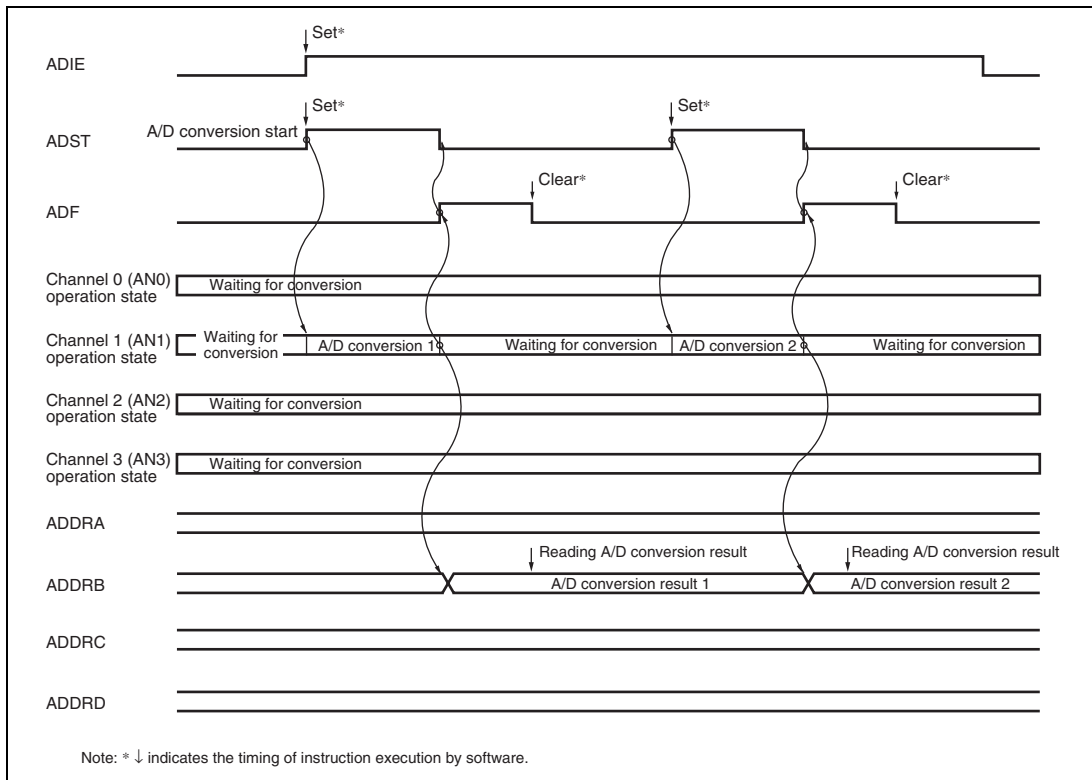 Set*
ADIE
Set*
Set*
A/D conversion start
ADST
Clear*
Clear*
ADF
Channel 0 (AN0)
operation state
Waiting for conversion
Channel 1 (AN1)
operation state
Waiting for
conversion
A/D conversion 1
Waiting for conversion
A/D conversion 2
Waiting for conversion
Channel 2 (AN2)
operation state
Waiting for conversion
Channel 3 (AN3)
operation state
Waiting for conversion
ADDRA
Reading A/D conversion result
Reading A/D conversion result
ADDRB
A/D conversion result 1
A/D conversion result 2
ADDRC
ADDRD
Note: * ↓ indicates the timing of instruction execution by software.